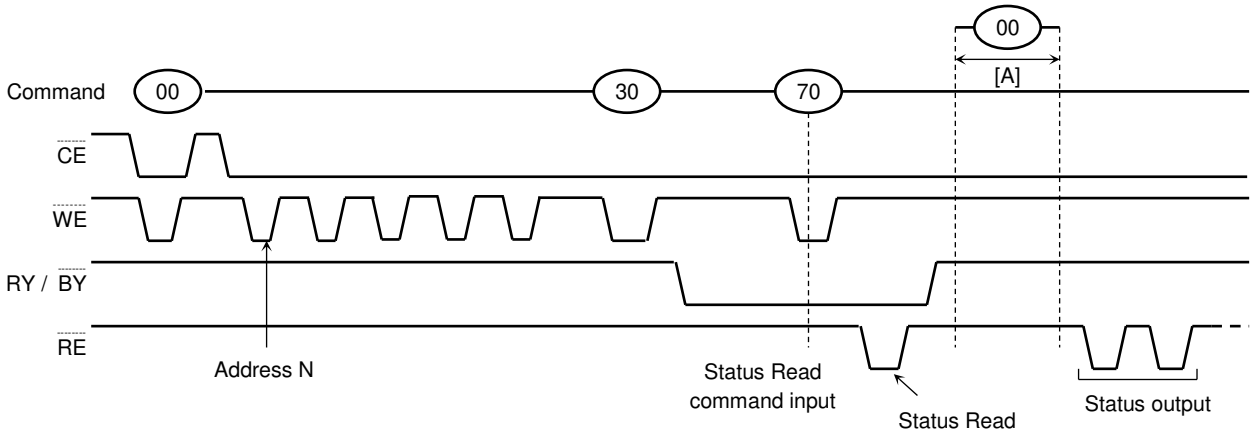 00
[A]
Command
00
30
70
CE
WE
RY / BY
RE
Address N
Status Read
command input
Status Read
Status output